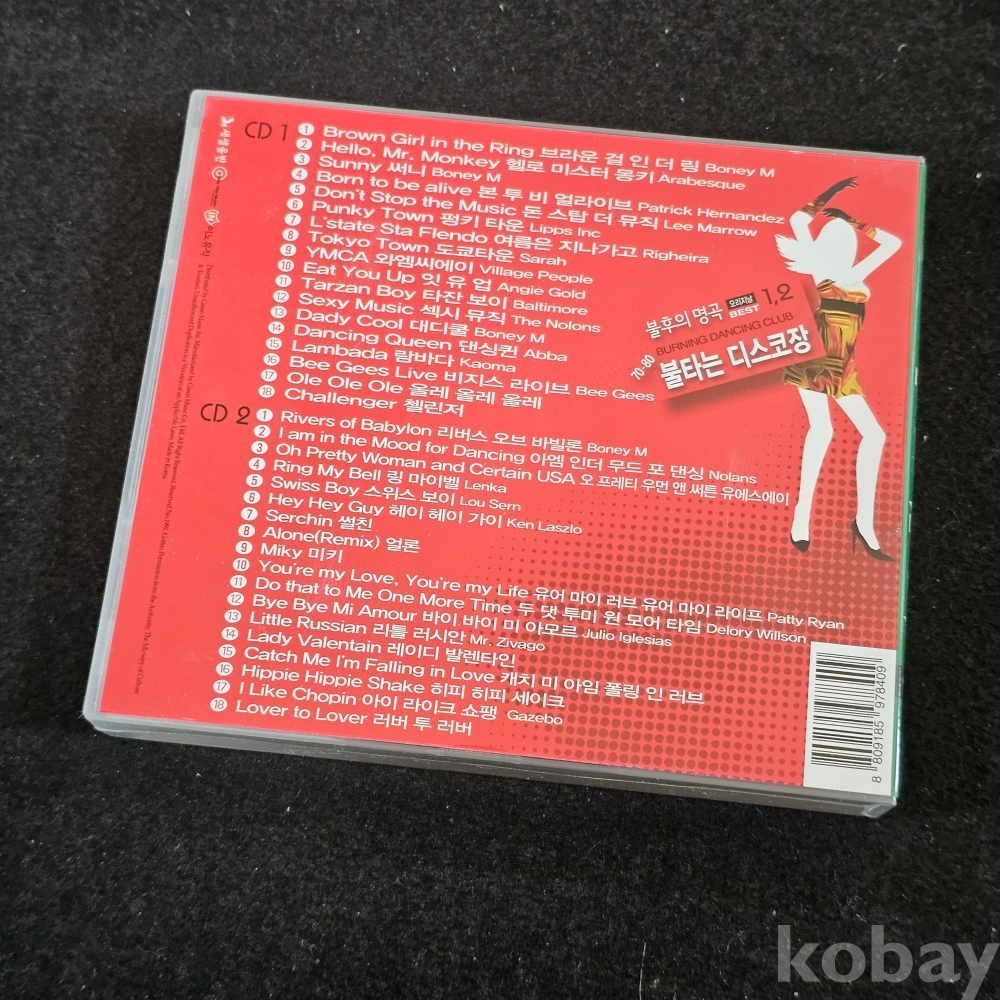 CD 1
1 Brown Girl in the Ring 브라운 걸 인 더 링 Boney M
2 Hello, Mr. Monkey 헬로 미스터 몽키 Arabesque
3 Sunny 써니 Boney M
4 Born to be alive 본 투 비 얼라이브 Patrick Hernandez
5 Don't Stop the Music 돈 스탑 더 뮤직 Lee Marrow
6 Punky Town 펑키 타운 Lipps Inc
7 L'state Sta Flendo 여름은 지나가고 Righeira
8 Tokyo Town 도쿄타운 Sarah
9 YMCA 와엠씨에이 Village People
10 Eat You Up 잇 유 업 Angie Gold
11 Tarzan Boy 타잔 보이 Baltimore
12 Sexy Music 섹시 뮤직 The Nolons
13 Dady Cool 대디쿨 Boney M
14 Dancing Queen 댄싱퀸 Abba
15 Lambada 람바다 Kaoma
16 Bee Gees Live 비지스 라이브 Bee Gees
17 Ole Ole Ole 올레 올레 올레
18 Challenger 첼린저
CD 2
1 Rivers of Babylon 리버스 오브 바빌론 Boney M
2 I am in the Mood for Dancing 아엠 인더 무드 포 댄싱 Nolans
3 Oh Pretty Woman and Certain USA 오 프레티 우먼 앤 써튼 유에스에이
4 Ring My Bell 링 마이벨 Lenka
5 Swiss Boy 스위스 보이 Lou Sern
6 Hey Hey Guy 헤이 헤이 가이 Ken Laszlo
7 Serchin 썰친
8 Alone(Remix) 얼론
9 Miky 미키
10 You're my Love, You're my Life 유어 마이 러브 유어 마이 라이프 Patty Ryan
11 Do that to Me One More Time 두 댓 투미 원 모어 타임 Delory Willson
12 Bye Bye Mi Amour 바이 바이 미 아모르 Julio Iglesias
13 Little Russian 리틀 러시안 Mr. Zivago
14 Lady Valentain 레이디 발렌타인
15 Catch Me I'm Falling in Love 캐치 미 아임 폴링 인 러브
16 Hippie Hippie Shake 히피 히피 셰이크
17 I Like Chopin 아이 라이크 쇼팽 Gazebo
18 Lover to Lover 러버 투 러버
불후의 명곡 오리지널 BEST 1,2
BURNING DANCING CLUB
70-80 불타는 디스코장
8 809185 978409
kobay